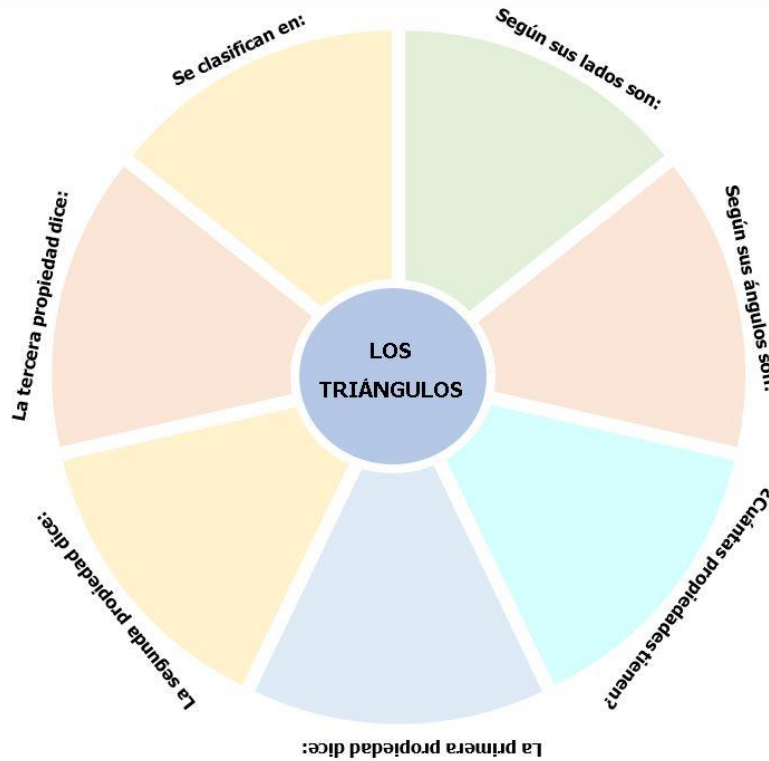 Se clasifican en:
Según sus lados son:
Según sus ángulos son:
¿Cuántas propiedades tienen?
La primera propiedad dice:
La segunda propiedad dice:
La tercera propiedad dice:
LOS
TRIÁNGULOS